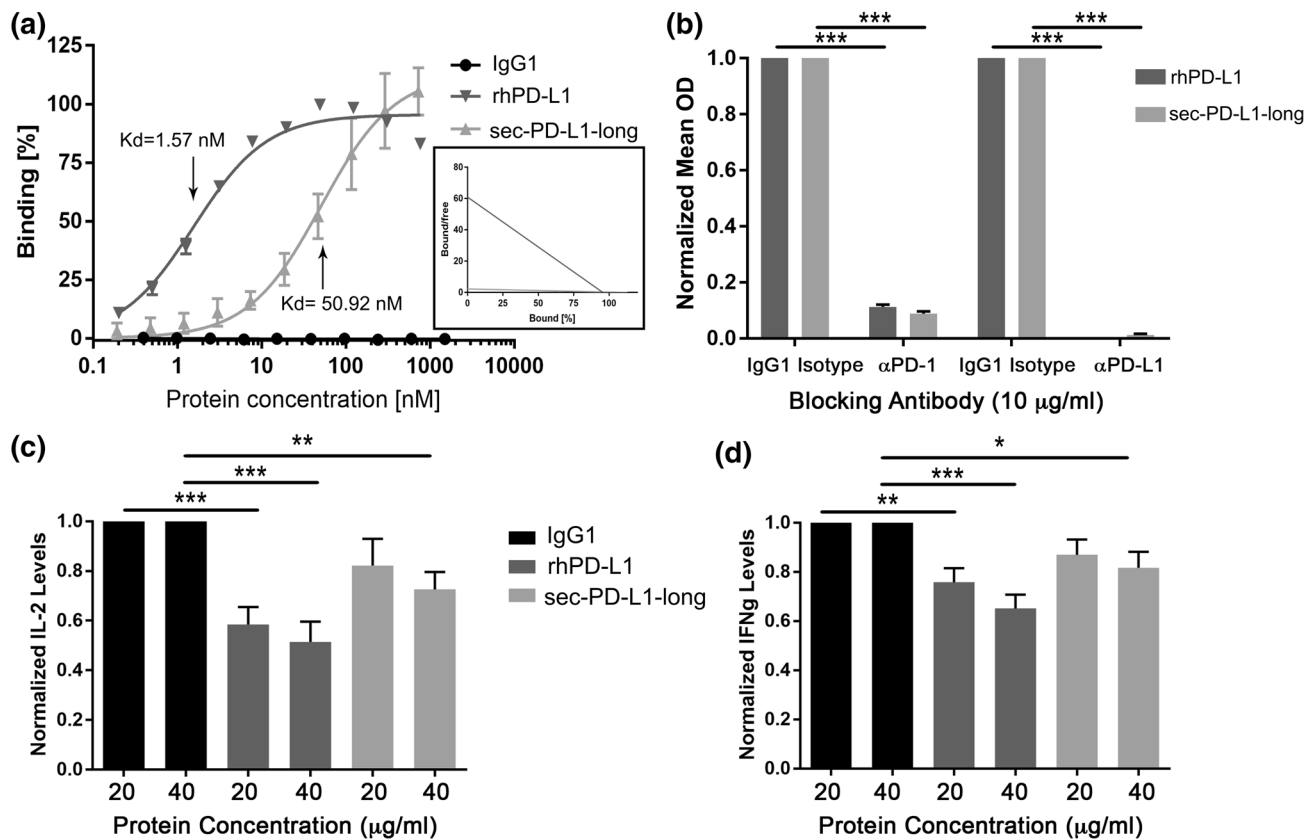 (a)
125
100
75
50
25
0
Binding [%]
0.1 1 10 100 1000 10000
Protein concentration [nM]
Kd=1.57 nM
Kd= 50.92 nM
IgG1
rhPD-L1
sec-PD-L1-long
80
60
40
20
0
Bound/free
0 25 50 75 100
Bound [%]
(b)
*** ***
*** ***
1.0
0.8
0.6
0.4
0.2
0.0
Normalized Mean OD
IgG1 Isotype αPD-1 IgG1 Isotype αPD-L1
Blocking Antibody (10 μg/ml)
rhPD-L1
sec-PD-L1-long
(c)
**
***
***
1.0
0.8
0.6
0.4
0.2
0.0
Normalized IL-2 Levels
20 40 20 40 20 40
Protein Concentration (μg/ml)
IgG1
rhPD-L1
sec-PD-L1-long
(d)
*
***
**
1.0
0.8
0.6
0.4
0.2
0.0
Normalized IFNg Levels
20 40 20 40 20 40
Protein Concentration (μg/ml)